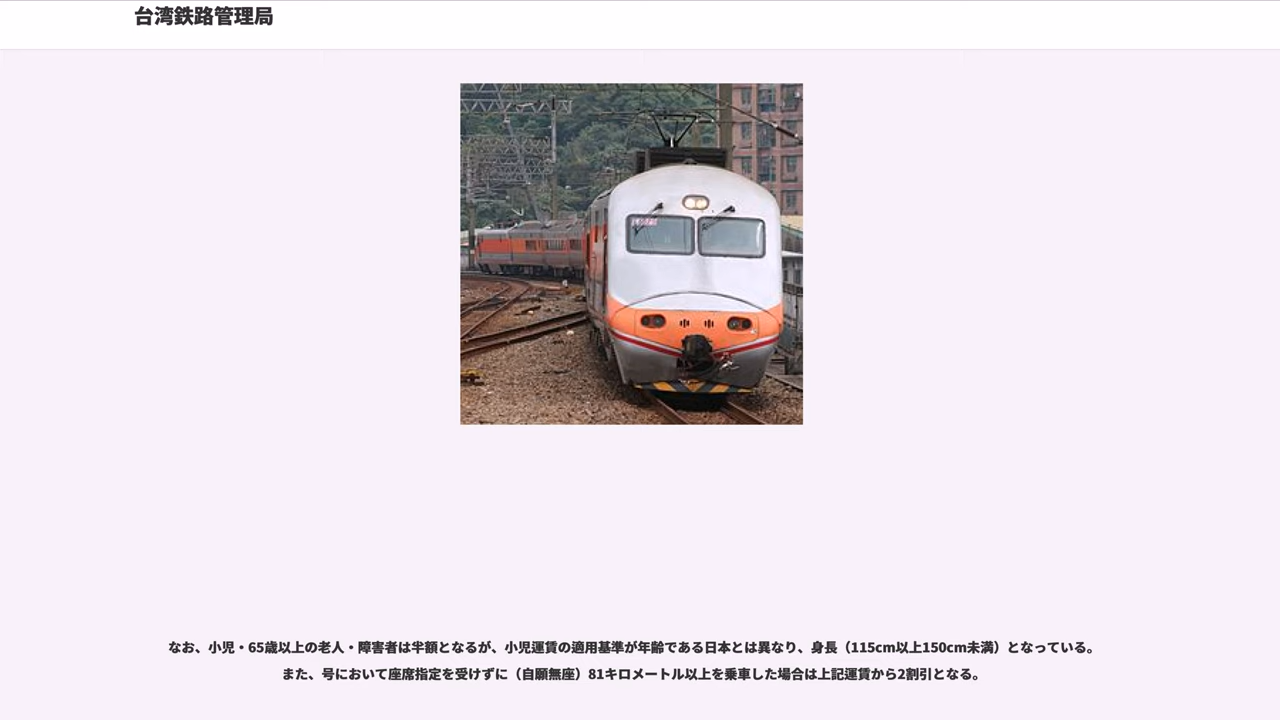 台湾鉄路管理局
なお、小児・65歳以上の老人・障害者は半額となるが、小児運賃の適用基準が年齢である日本とは異なり、身長（115cm以上150cm未満）となっている。
また、号において座席指定を受けずに（自願無座）81キロメートル以上を乗車した場合は上記運賃から2割引となる。